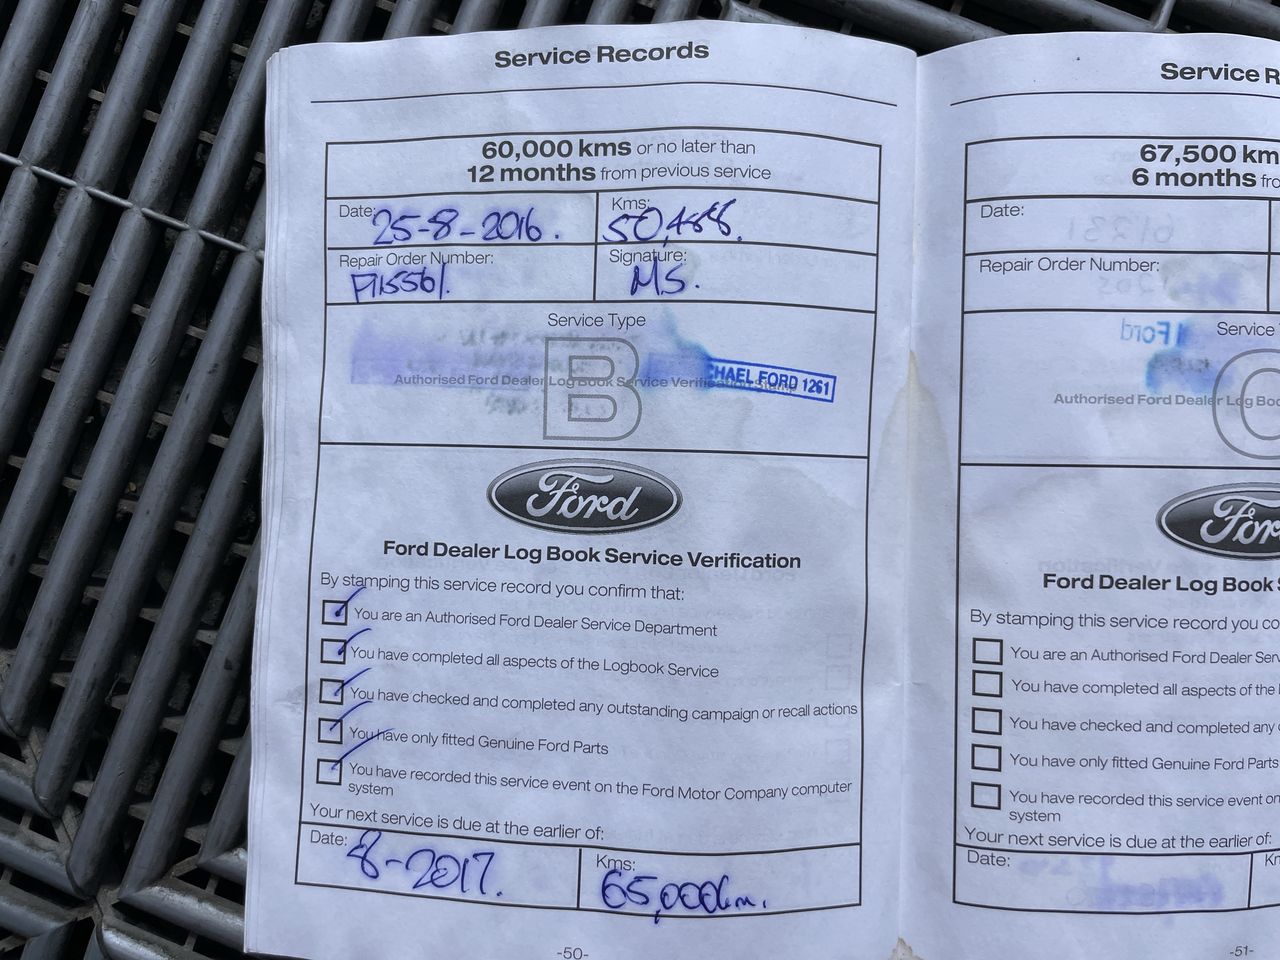 Service Records
60,000 kms or no later than
12 months from previous service
Date: 25-8-2016.
Kms: 50,488.
Repair Order Number:
Signature: M.S.
Service Type
B
Authorised Ford Dealer Log Book Service Verification
CHAEL FORD 1261
Ford
Ford Dealer Log Book Service Verification
By stamping this service record you confirm that:
You are an Authorised Ford Dealer Service Department
You have completed all aspects of the Logbook Service
You have checked and completed any outstanding campaign or recall actions
You have only fitted Genuine Ford Parts
You have recorded this service event on the Ford Motor Company computer
system
Your next service is due at the earlier of:
Date: 8-2017.
Kms: 65,000km.
-50-
Service R
67,500 km
6 months fro
Date:
Repair Order Number:
Service
Authorised Ford Dealer Log Boo
For
Ford Dealer Log Book S
By stamping this service record you co
You are an Authorised Ford Dealer Serv
You have completed all aspects of the
You have checked and completed any
You have only fitted Genuine Ford Parts
You have recorded this service event on
system
Your next service is due at the earlier of:
Date:
Km
-51-